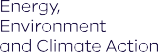 Energy,
Environment
and Climate Action